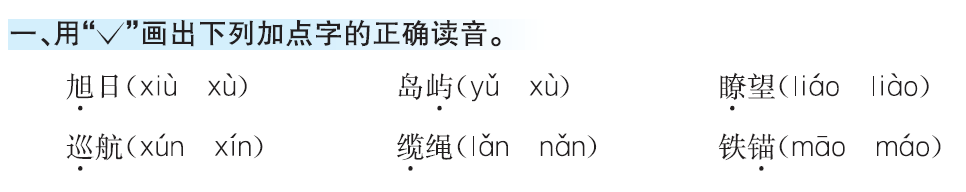 一、用“✓”画出下列加点字的正确读音。
旭日(xiù xù) 岛屿(yǔ xù) 瞭望(liáo liào)
巡航(xún xín) 缆绳(lǎn nǎn) 铁锚(māo máo)